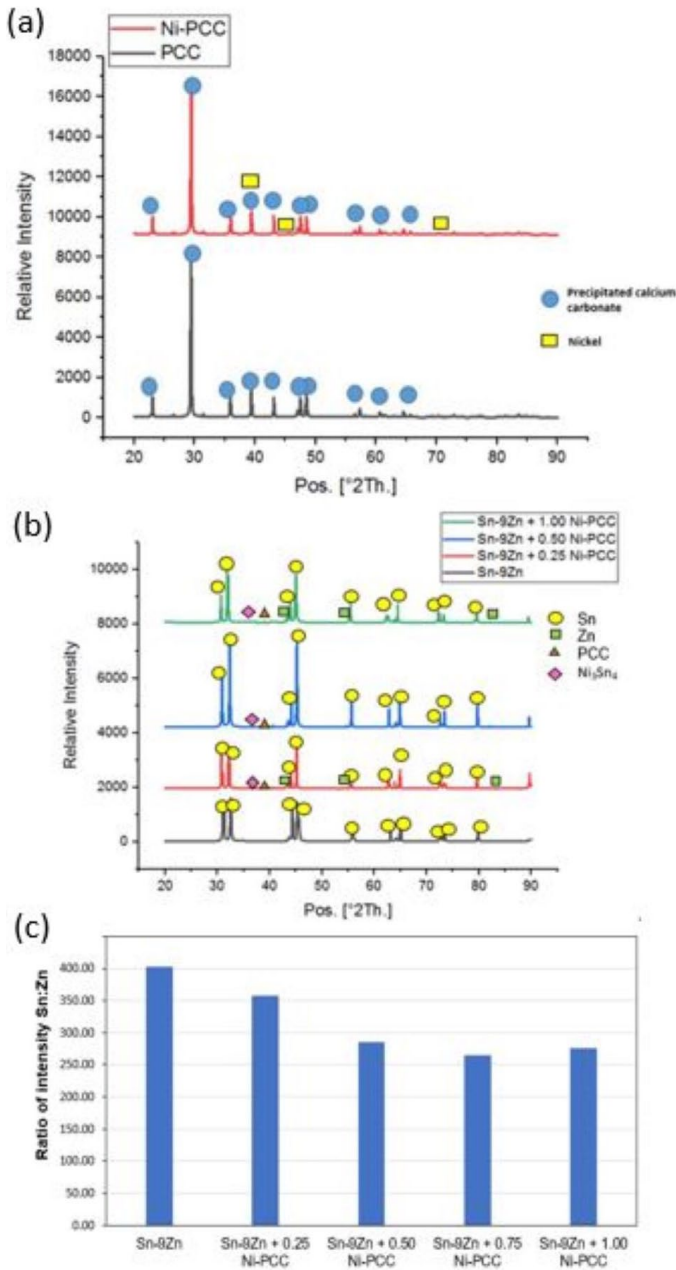 (a)
Ni-PCC
PCC
18000
16000
14000
12000
10000
8000
6000
4000
2000
0
Relative Intensity
20 30 40 50 60 70 80 90
Pos. [°2Th.]
Precipitated calcium
carbonate
Nickel
(b)
Sn-9Zn + 1.00 Ni-PCC
Sn-9Zn + 0.50 Ni-PCC
Sn-9Zn + 0.25 Ni-PCC
Sn-9Zn
10000
8000
6000
4000
2000
0
Relative Intensity
Sn
Zn
PCC
Ni₃Sn₄
20 30 40 50 60 70 80 90
Pos. [°2Th.]
(c)
Ratio of intensity Sn:Zn
400.00
350.00
300.00
250.00
200.00
150.00
100.00
50.00
0.00
Sn-9Zn Sn-9Zn + 0.25 Sn-9Zn + 0.50 Sn-9Zn + 0.75 Sn-9Zn + 1.00
Ni-PCC Ni-PCC Ni-PCC Ni-PCC